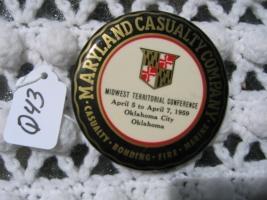 MARYLAND CASUALTY COMPANY
MIDWEST TERRITORIAL CONFERENCE
April 5 to April 7, 1959
Oklahoma City
Oklahoma
CASUALTY · BONDING · FIRE · MARINE
Q43